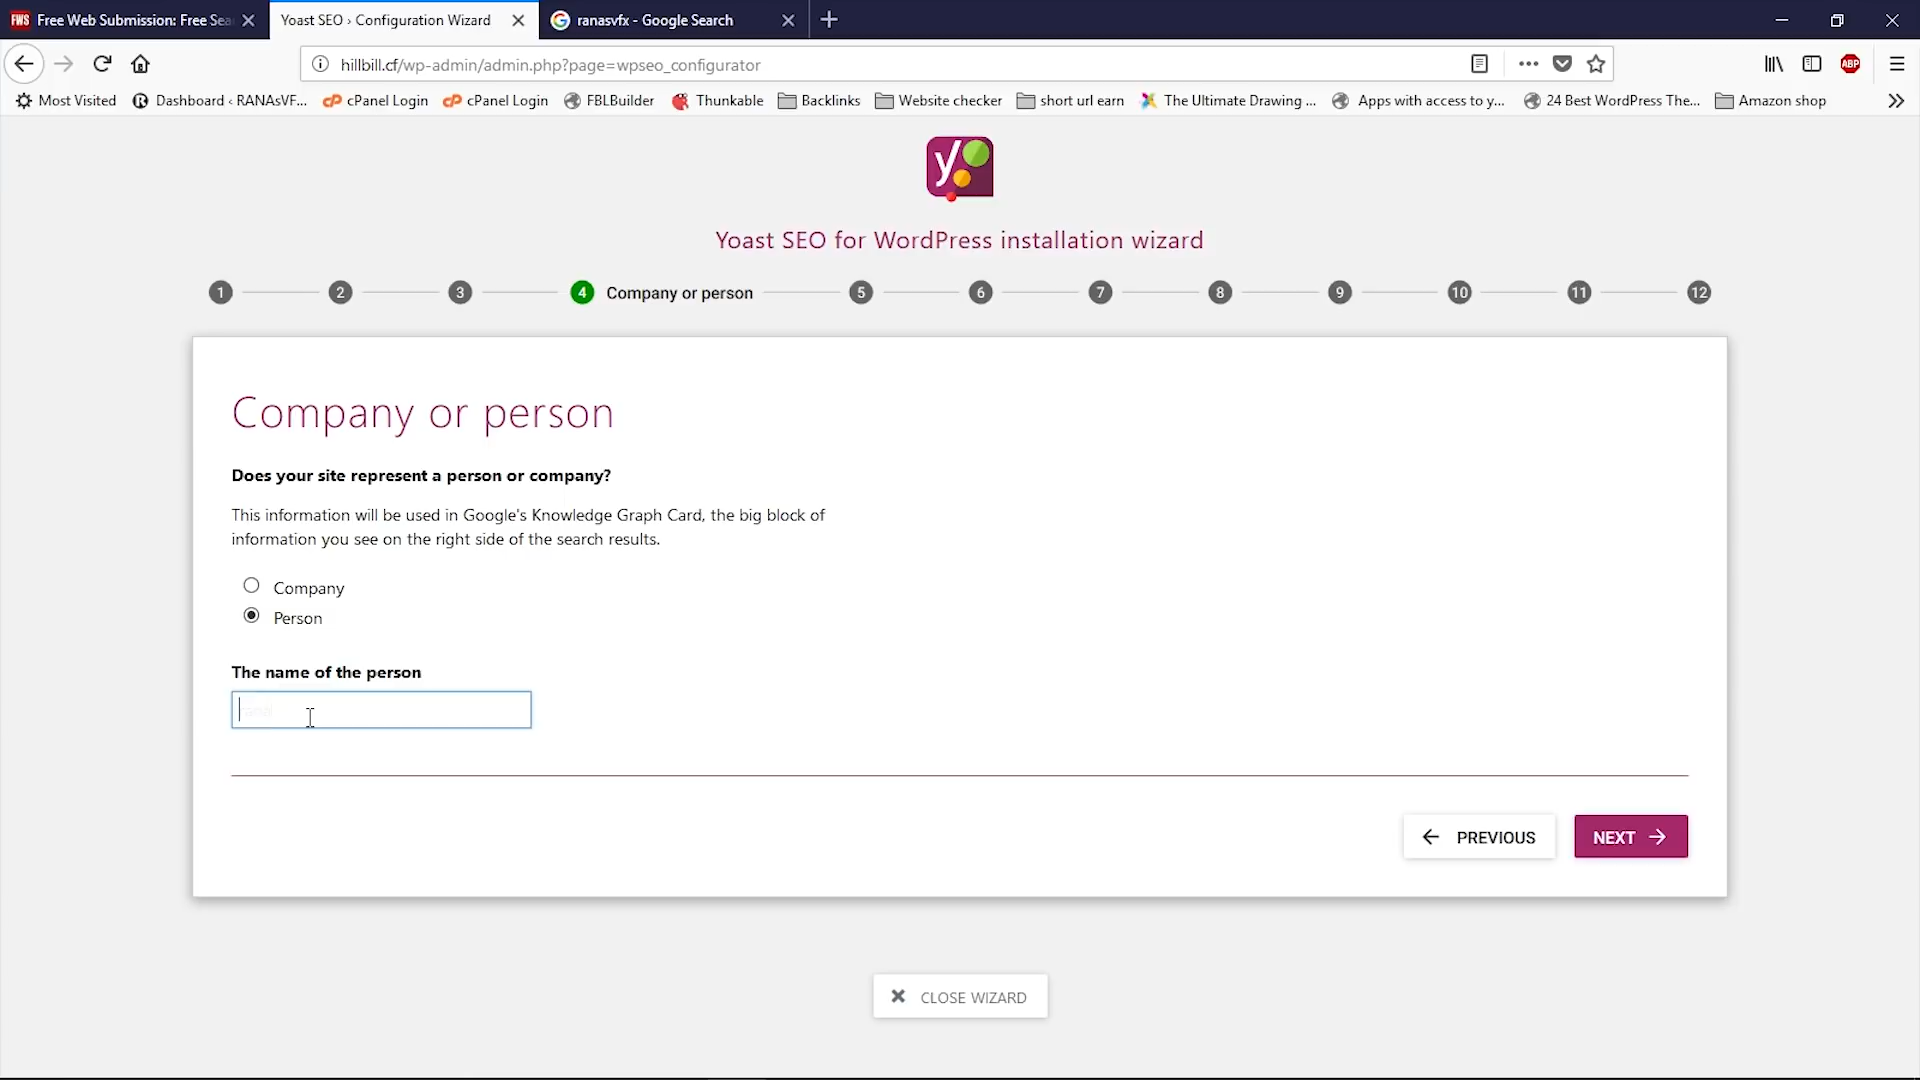 FWS Free Web Submission: Free Sea
Yoast SEO › Configuration Wizard
ranasvfx - Google Search
hillbill.cf/wp-admin/admin.php?page=wpseo_configurator
ABP
Most Visited
Dashboard ‹ RANAsVF...
cP cPanel Login
cP cPanel Login
FBLBuilder
Thunkable
Backlinks
Website checker
short url earn
The Ultimate Drawing ...
Apps with access to y...
24 Best WordPress The...
Amazon shop
y
Yoast SEO for WordPress installation wizard
1 2 3 4 Company or person 5 6 7 8 9 10 11 12
Company or person
Does your site represent a person or company?
This information will be used in Google's Knowledge Graph Card, the big block of
information you see on the right side of the search results.
Company
Person
The name of the person
PREVIOUS
NEXT
CLOSE WIZARD